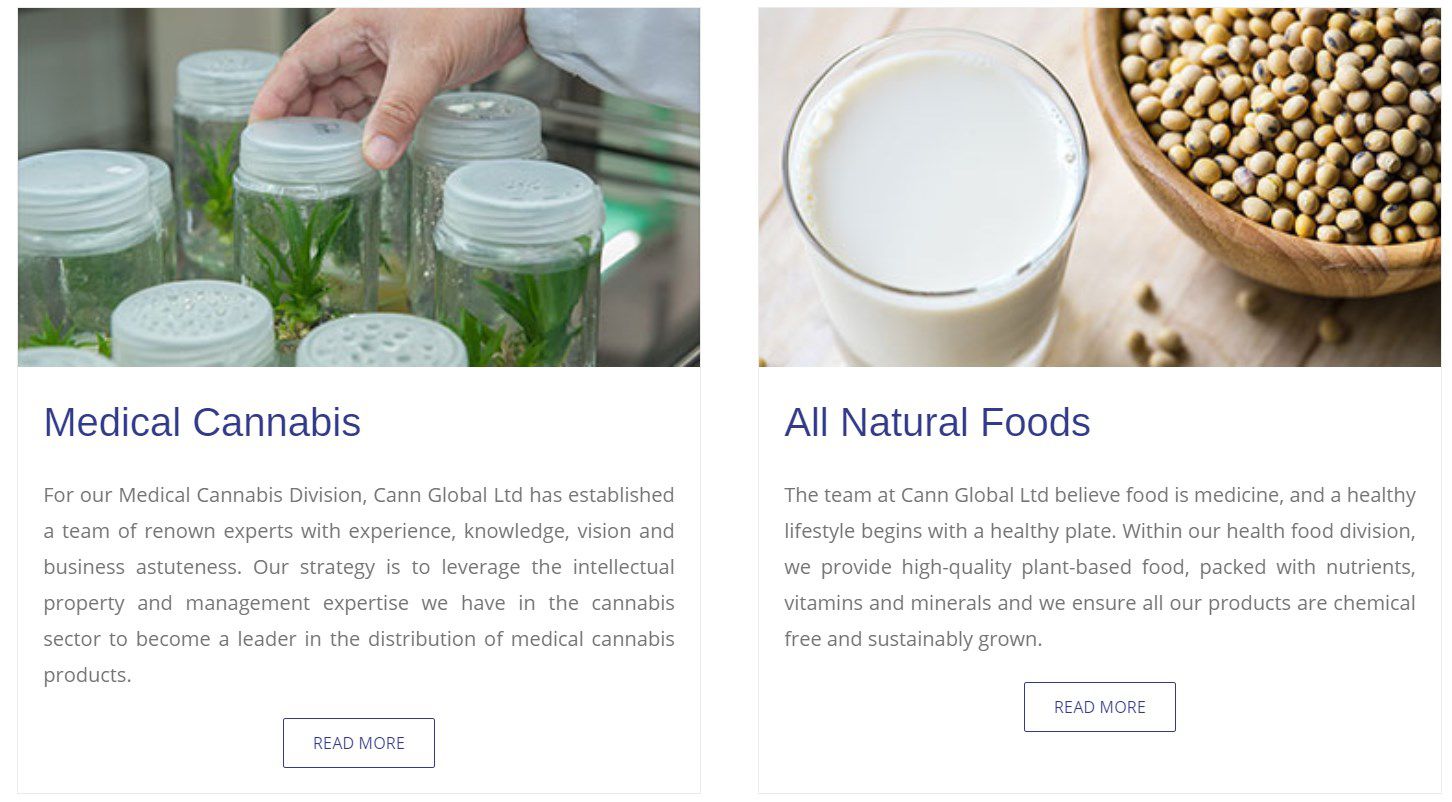 Medical Cannabis
For our Medical Cannabis Division, Cann Global Ltd has established
a team of renown experts with experience, knowledge, vision and
business astuteness. Our strategy is to leverage the intellectual
property and management expertise we have in the cannabis
sector to become a leader in the distribution of medical cannabis
products.
READ MORE
All Natural Foods
The team at Cann Global Ltd believe food is medicine, and a healthy
lifestyle begins with a healthy plate. Within our health food division,
we provide high-quality plant-based food, packed with nutrients,
vitamins and minerals and we ensure all our products are chemical
free and sustainably grown.
READ MORE